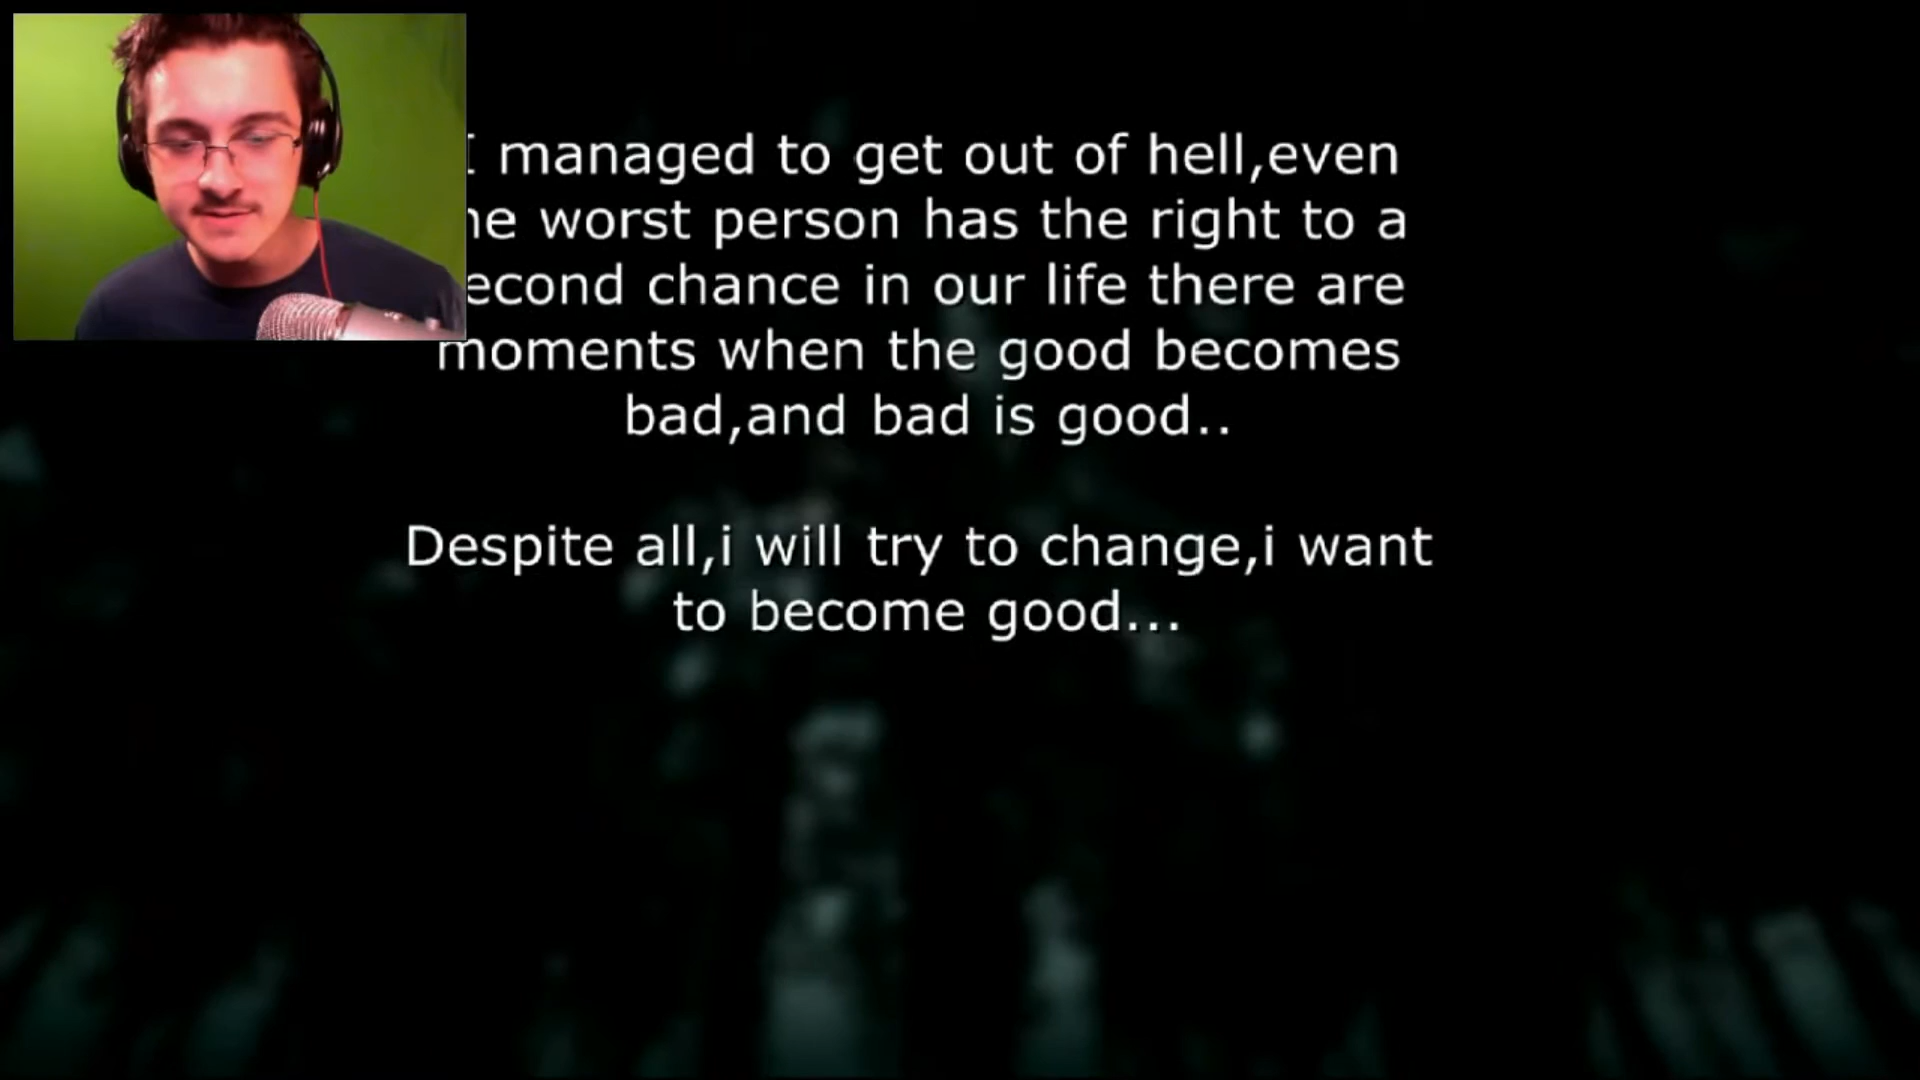 I managed to get out of hell,even
worst person has the right to a
chance in our life there are
moments when the good becomes
bad,and bad is good..
Despite all,i will try to change,i want
to become good...